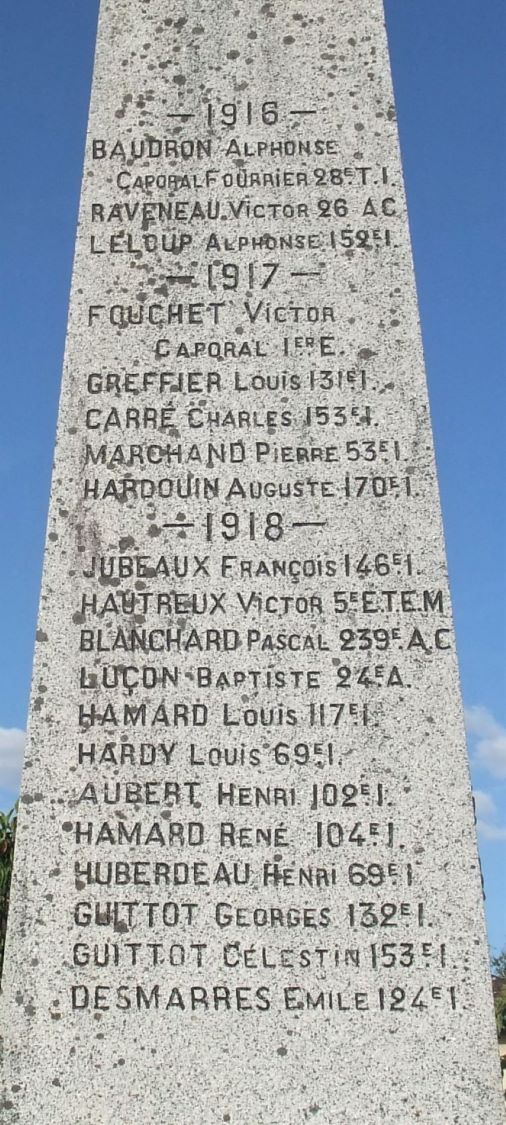 — 1916 —
BAUDRON ALPHONSE
CAPORAL FOURRIER 28ᴱ T.I.
RAVENEAU VICTOR 26 AC
LELOUP ALPHONSE 152ᴱ I.
— 1917 —
FOUCHET VICTOR
CAPORAL 1ᴱᴿ E.
GREFFIER LOUIS 131ᴱ I.
CARRÉ CHARLES 153ᴱ I.
MARCHAND PIERRE 53ᴱ I.
HARDOUIN AUGUSTE 170ᴱ I.
— 1918 —
JUBEAUX FRANÇOIS 146ᴱ I.
HAUTREUX VICTOR 5ᴱ E.T.E.M
BLANCHARD PASCAL 239ᴱ A.C
LUÇON BAPTISTE 24ᴱ A.
HAMARD LOUIS 117ᴱ I.
HARDY LOUIS 69ᴱ I.
AUBERT HENRI 102ᴱ I.
HAMARD RENÉ 104ᴱ I.
HUBERDEAU HENRI 69ᴱ I
GUITTOT GEORGES 132ᴱ I.
GUITTOT CÉLESTIN 153ᴱ I.
DESMARRES EMILE 124ᴱ I.